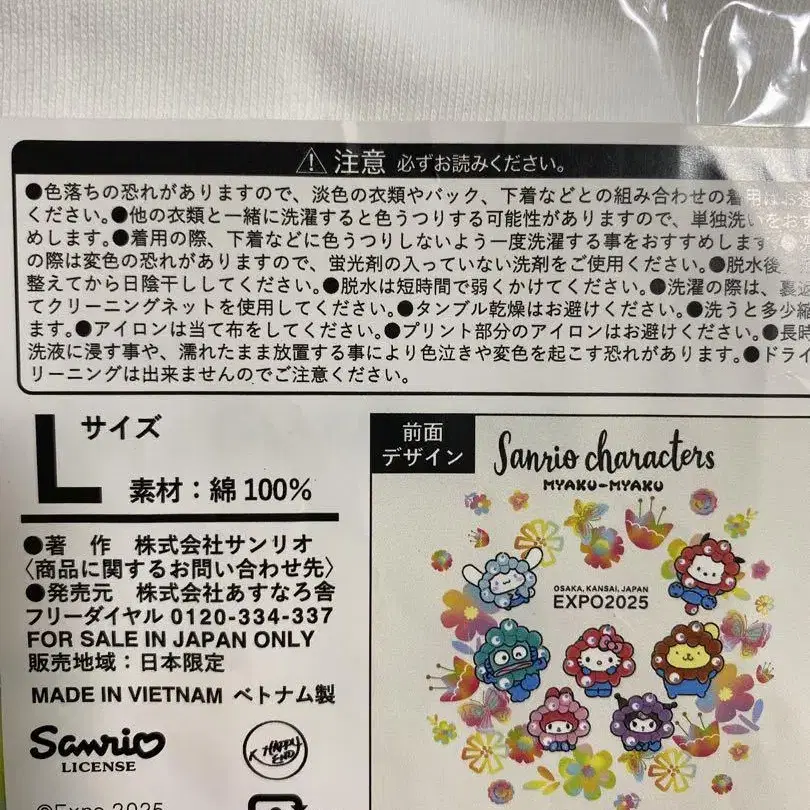 ⚠ 注意 必ずお読みください。
●色落ちの恐れがありますので、淡色の衣類やバック、下着などとの組み合わせの着用は
ください。●他の衣類と一緒に洗濯すると色うつりする可能性がありますので、単独洗いを
めします。●着用の際、下着などに色うつりしないよう一度洗濯する事をおすすめします。
の際は変色の恐れがありますので、蛍光剤の入っていない洗剤をご使用ください。●脱水後
整えてから日陰干ししてください。●脱水は短時間で弱くかけてください。●洗濯の際は、裏返
てクリーニングネットを使用してください。●タンブル乾燥はお避けください。●洗うと多少縮
ます。●アイロンは当て布をしてください。●プリント部分のアイロンはお避けください。●長時
洗液に浸す事や、濡れたまま放置する事により色泣きや変色を起こす恐れがあります。●ドライ
リーニングは出来ませんのでご注意ください。
L サイズ
素材：綿100%
●著 作 株式会社サンリオ
〈商品に関するお問い合わせ先〉
●発売元 株式会社あすなろ舎
フリーダイヤル 0120-334-337
FOR SALE IN JAPAN ONLY
販売地域：日本限定
MADE IN VIETNAM ベトナム製
Sanrio
LICENSE
HAPPY
END
©Expo 2025
前面
デザイン
Sanrio characters
MYAKU-MYAKU
OSAKA, KANSAI, JAPAN
EXPO2025